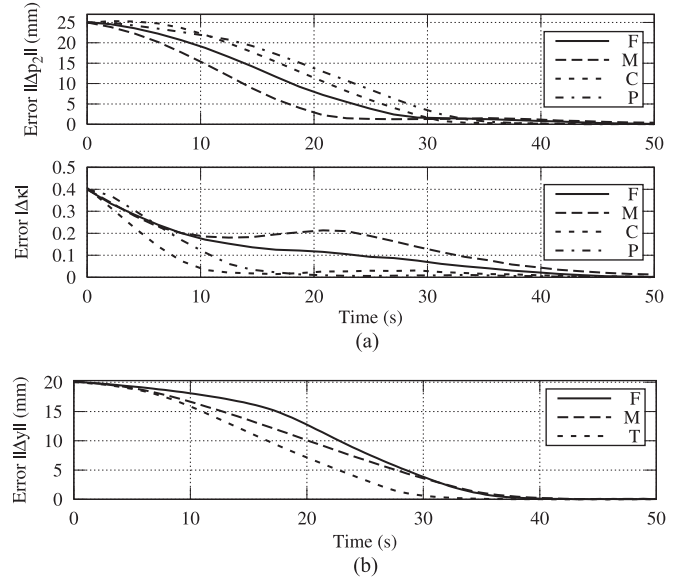 Error ||Δp₂|| (mm)
25
20
15
10
5
0
F
M
C
P
0 10 20 30 40 50
Error |Δκ|
0.5
0.4
0.3
0.2
0.1
0
F
M
C
P
0 10 20 30 40 50
Time (s)
(a)
Error ||Δy|| (mm)
20
15
10
5
0
F
M
T
0 10 20 30 40 50
Time (s)
(b)